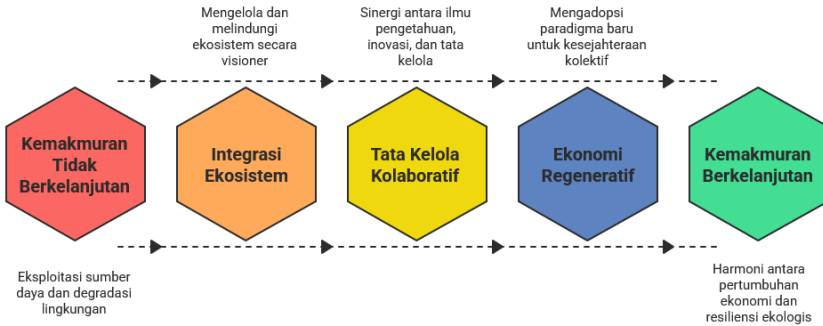 Mengelola dan
melindungi
ekosistem secara
visioner
Sinergi antara ilmu
pengetahuan,
inovasi, dan tata
kelola
Mengadopsi
paradigma baru
untuk kesejahteraan
kolektif
Kemakmuran
Tidak
Berkelanjutan
Integrasi
Ekosistem
Tata Kelola
Kolaboratif
Ekonomi
Regeneratif
Kemakmuran
Berkelanjutan
Eksploitasi sumber
daya dan degradasi
lingkungan
Harmoni antara
pertumbuhan
ekonomi dan
resiliensi ekologis